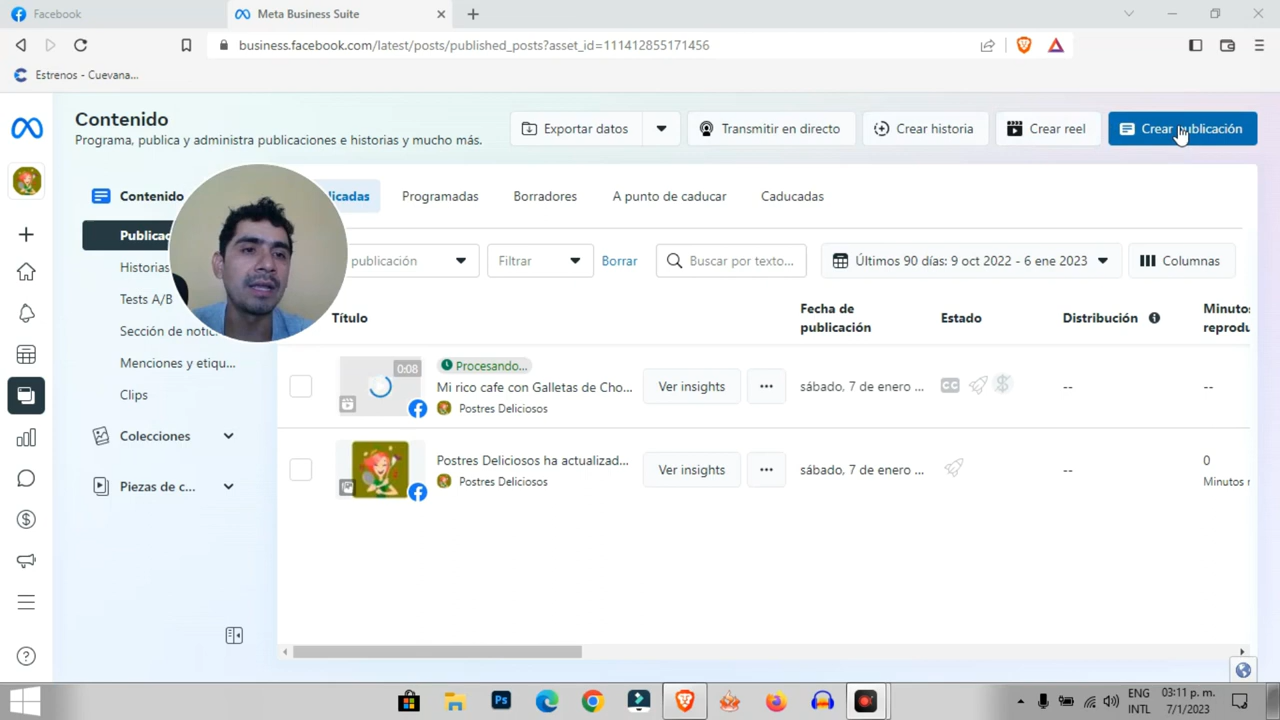 Facebook
Meta Business Suite
business.facebook.com/latest/posts/published_posts?asset_id=111412855171456
Estrenos - Cuevana...
Contenido
Programa, publica y administra publicaciones e historias y mucho más.
Exportar datos
Transmitir en directo
Crear historia
Crear reel
Crear publicación
Contenido
licadas
Programadas
Borradores
A punto de caducar
Caducadas
Publicac
Historias
Tests A/B
Sección de notic
Menciones y etiqu...
Clips
Colecciones
Piezas de c...
publicación
Filtrar
Borrar
Buscar por texto...
Últimos 90 días: 9 oct 2022 - 6 ene 2023
Columnas
Título
Fecha de
publicación
Estado
Distribución
Minutos
reprodu
0:08
Procesando...
Mi rico cafe con Galletas de Cho...
Postres Deliciosos
Ver insights
sábado, 7 de enero ...
CC
--
--
Postres Deliciosos ha actualizad...
Postres Deliciosos
Ver insights
sábado, 7 de enero ...
--
0
Minutos r
Ps
ENG
INTL
03:11 p. m.
7/1/2023